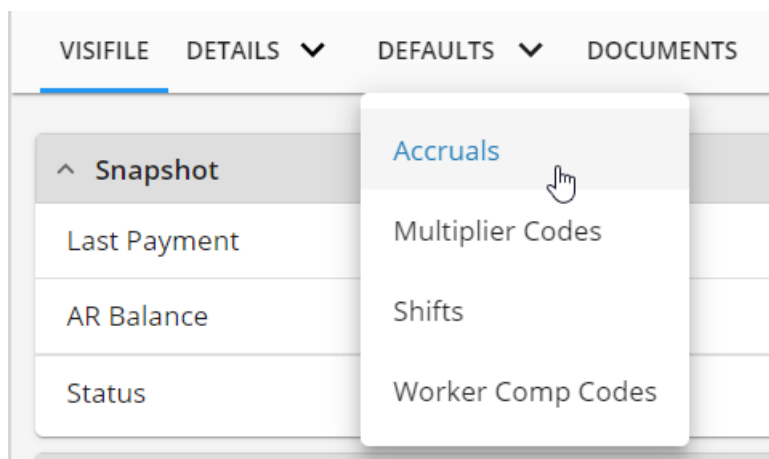 VISIFILE DETAILS DEFAULTS DOCUMENTS
Snapshot
Last Payment
AR Balance
Status
Accruals
Multiplier Codes
Shifts
Worker Comp Codes